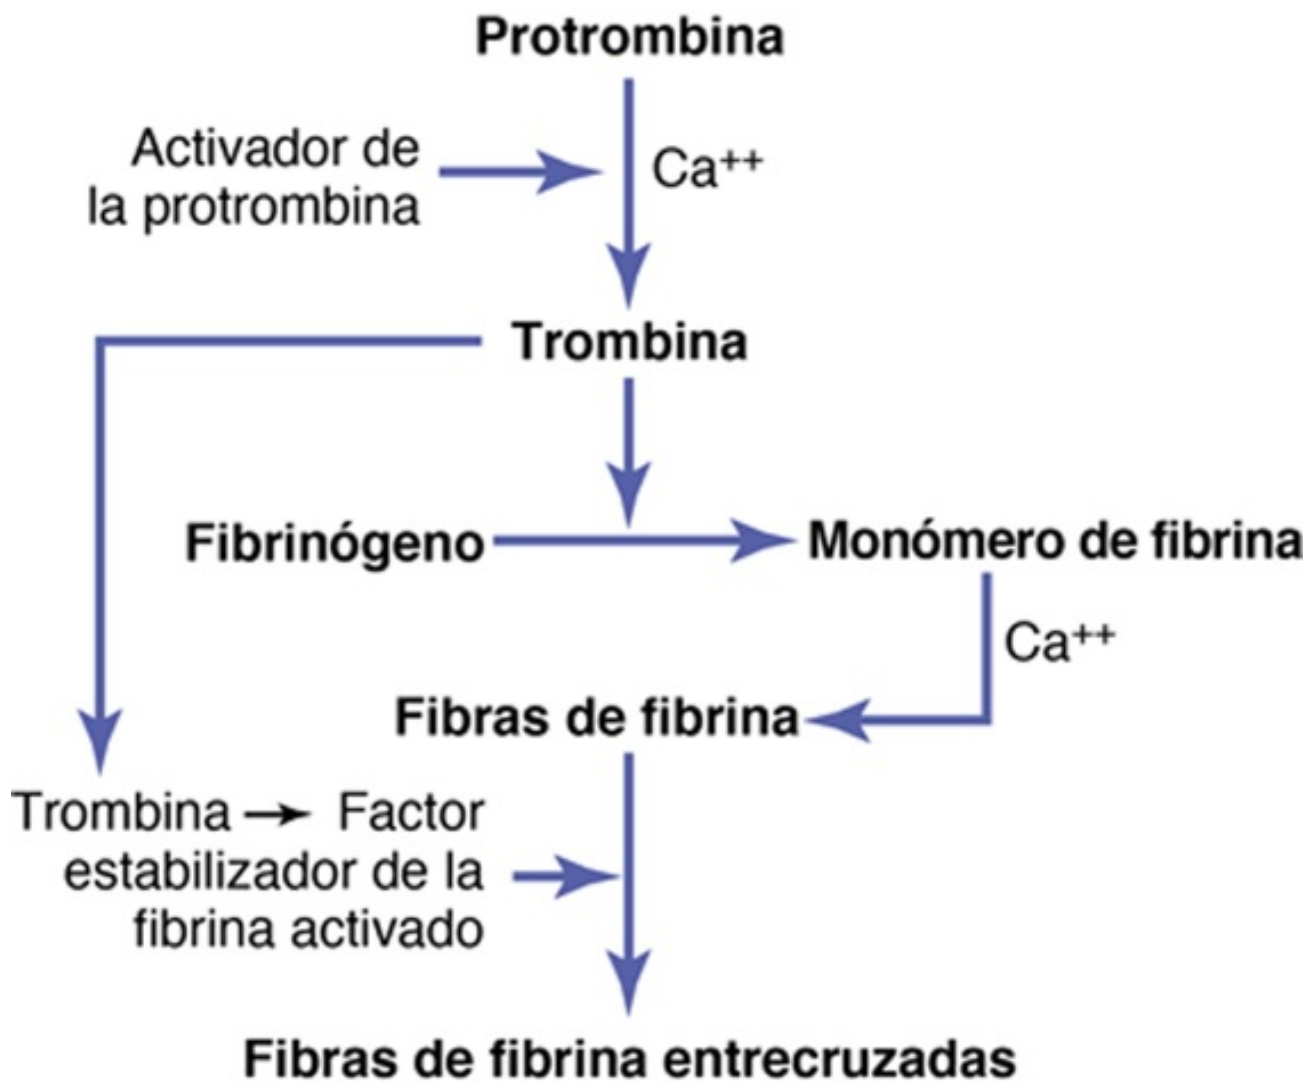 Protrombina
Activador de
la protrombina
Ca⁺⁺
Trombina
Fibrinógeno
Monómero de fibrina
Ca⁺⁺
Fibras de fibrina
Trombina → Factor
estabilizador de la
fibrina activado
Fibras de fibrina entrecruzadas